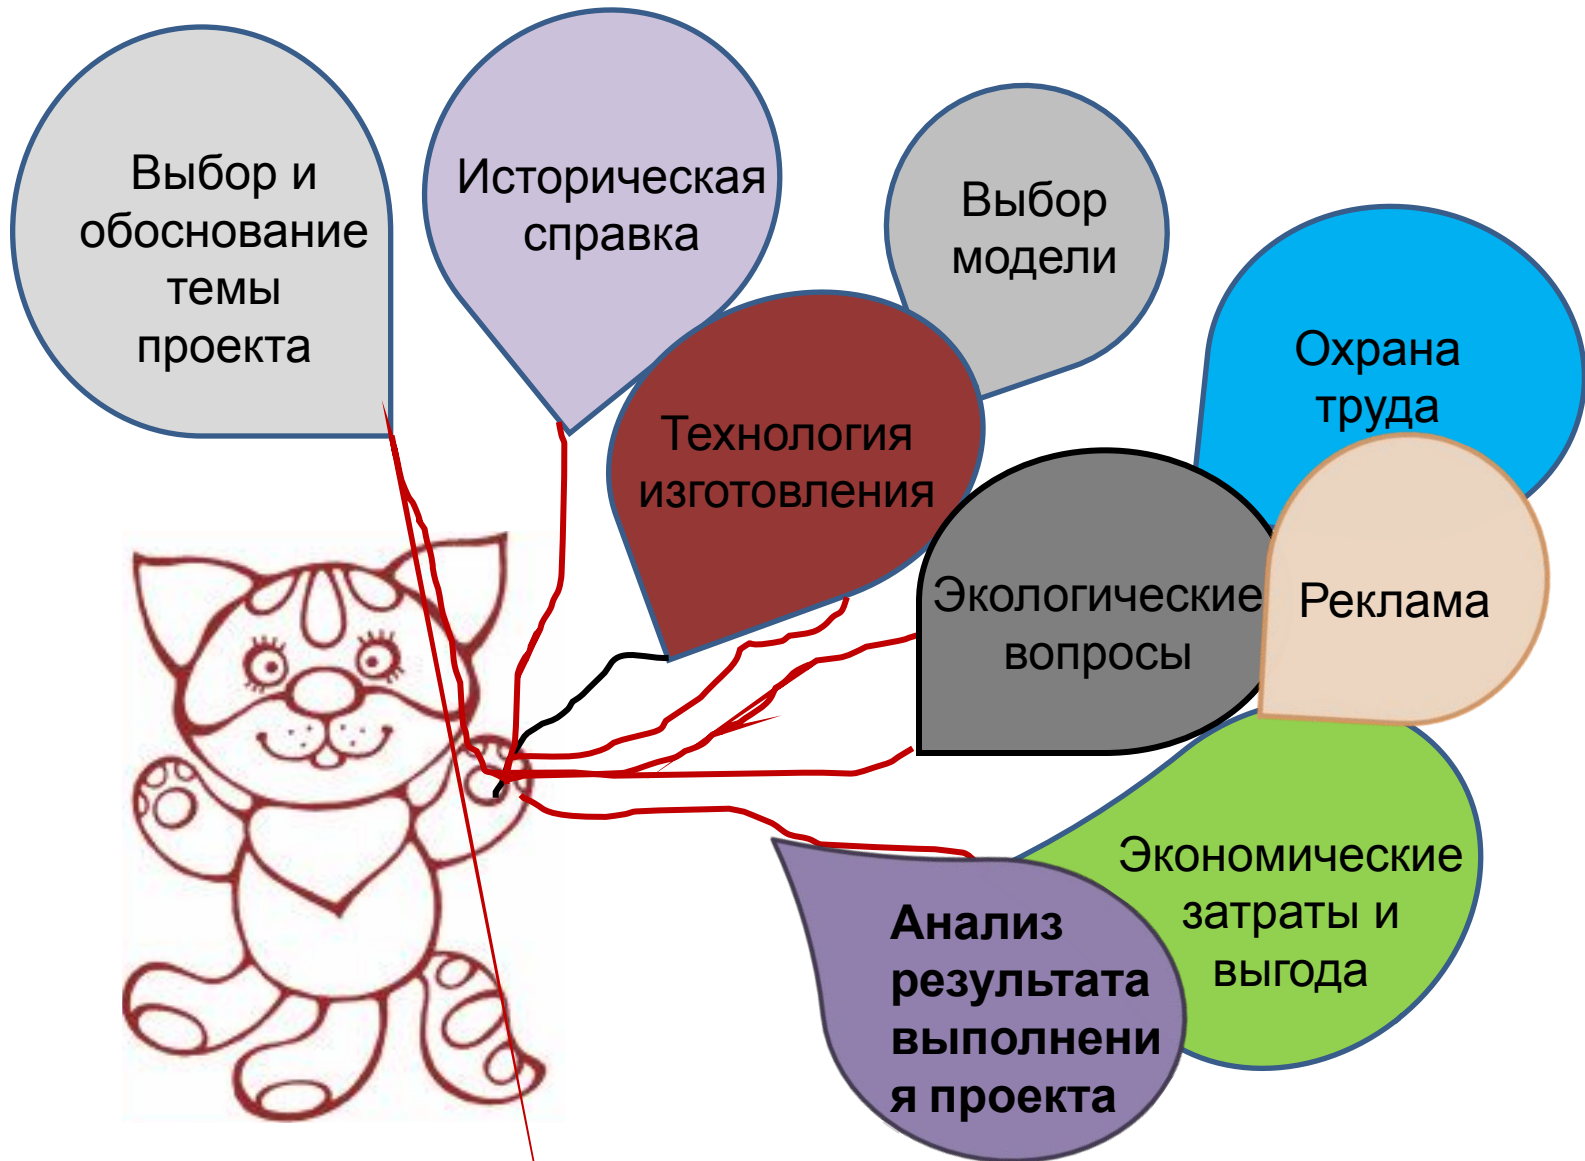 Выбор и
обоснование
темы
проекта
Историческая
справка
Выбор
модели
Охрана
труда
Технология
изготовления
Экологические
вопросы
Реклама
Экономические
затраты и
выгода
Анализ
результата
выполнени
я проекта